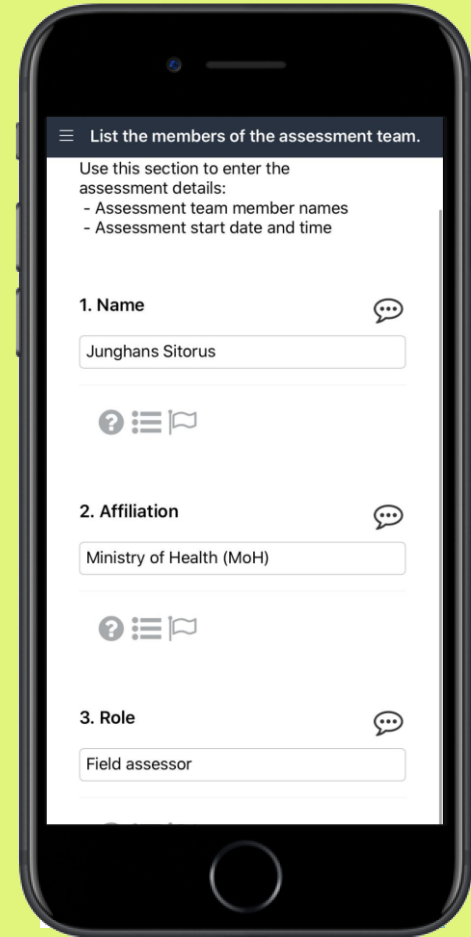 List the members of the assessment team.
Use this section to enter the
assessment details:
- Assessment team member names
- Assessment start date and time
1. Name
Junghans Sitorus
2. Affiliation
Ministry of Health (MoH)
3. Role
Field assessor